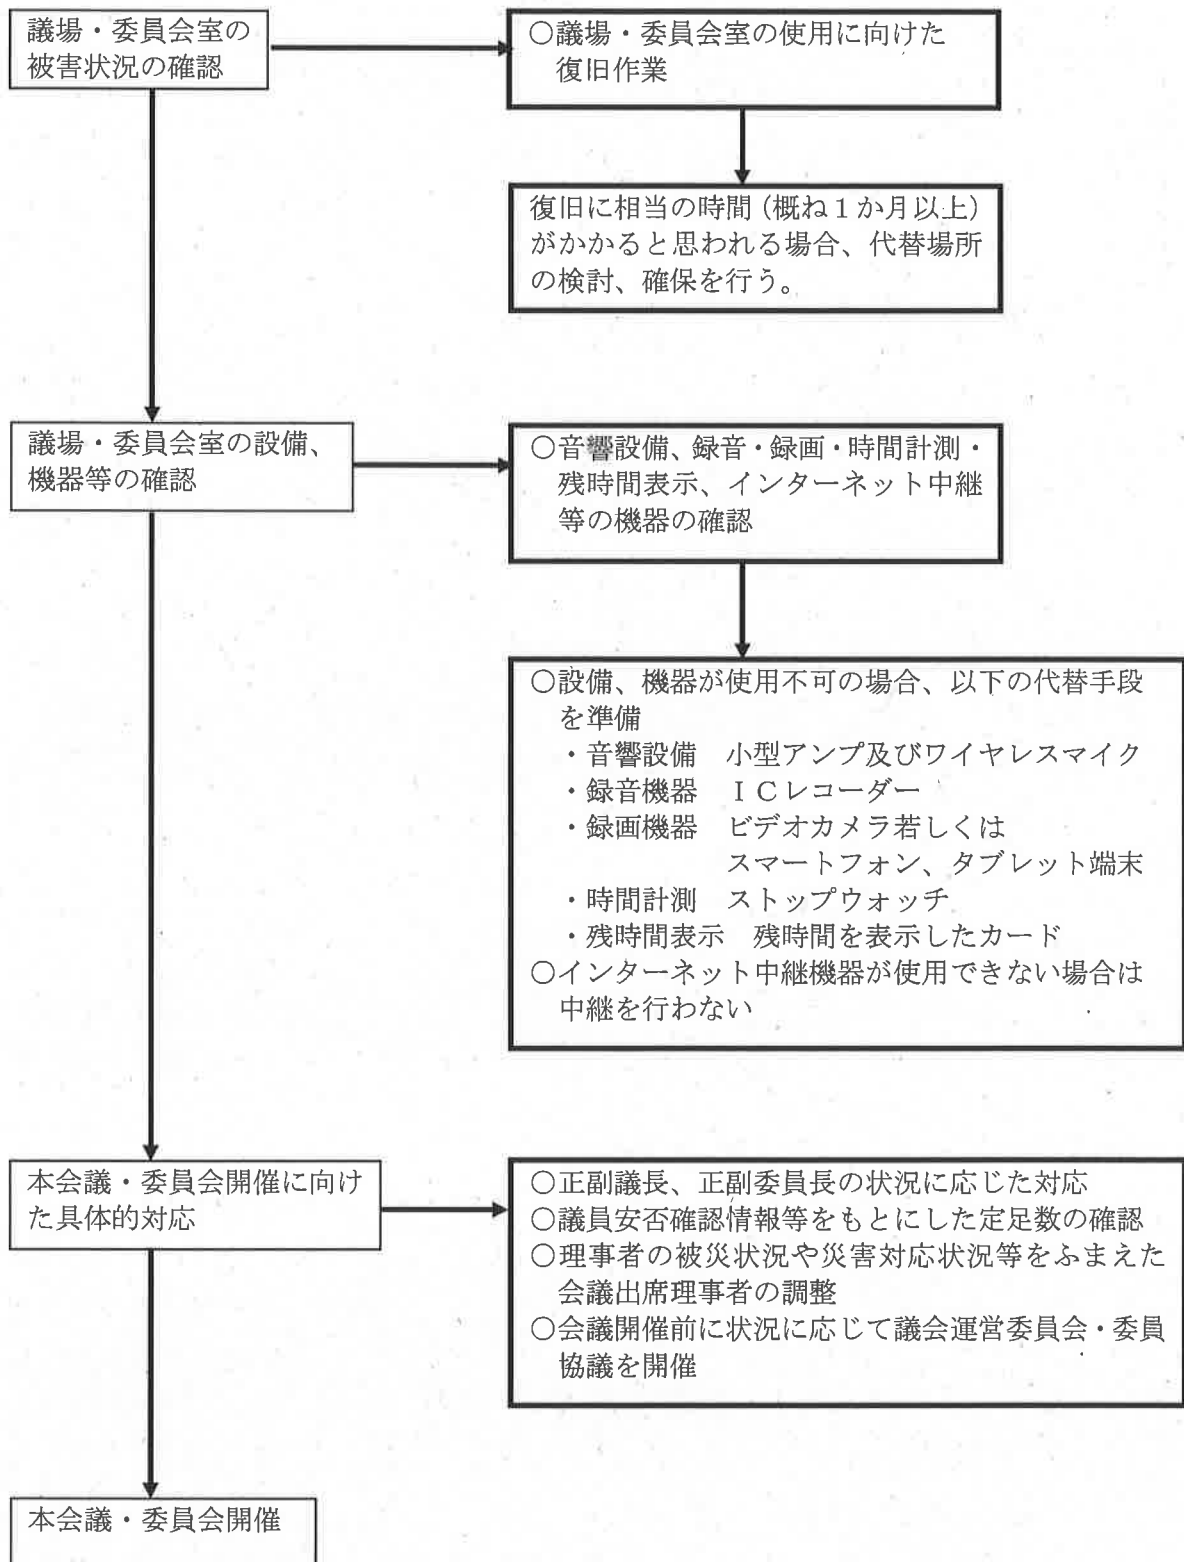 議場・委員会室の
被害状況の確認
○議場・委員会室の使用に向けた
復旧作業
復旧に相当の時間(概ね1か月以上)
がかかると思われる場合、代替場所
の検討、確保を行う。
議場・委員会室の設備、
機器等の確認
○音響設備、録音・録画・時間計測・
残時間表示、インターネット中継
等の機器の確認
○設備、機器が使用不可の場合、以下の代替手段
を準備
・音響設備 小型アンプ及びワイヤレスマイク
・録音機器 ICレコーダー
・録画機器 ビデオカメラ若しくは
スマートフォン、タブレット端末
・時間計測 ストップウォッチ
・残時間表示 残時間を表示したカード
○インターネット中継機器が使用できない場合は
中継を行わない
本会議・委員会開催に向け
た具体的対応
○正副議長、正副委員長の状況に応じた対応
○議員安否確認情報等をもとにした定足数の確認
○理事者の被災状況や災害対応状況等をふまえた
会議出席理事者の調整
○会議開催前に状況に応じて議会運営委員会・委員
協議を開催
本会議・委員会開催